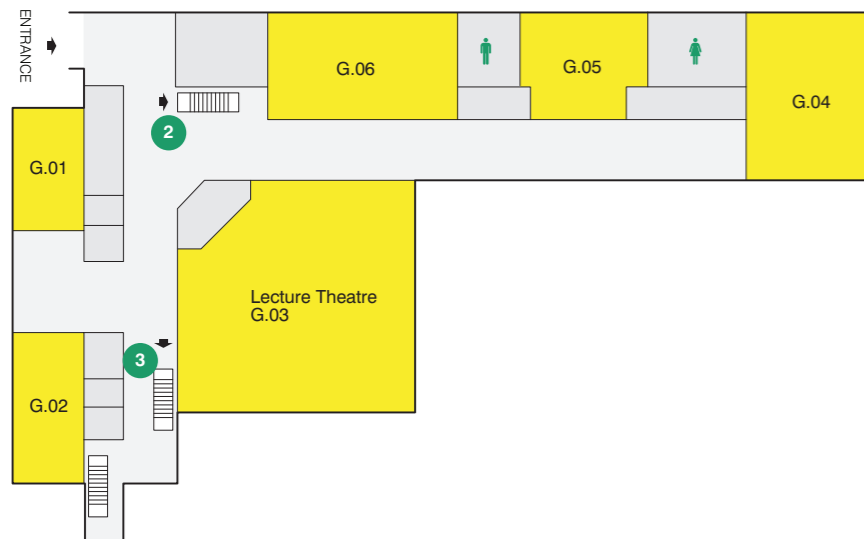 ENTRANCE
G.06
G.05
G.04
2
G.01
Lecture Theatre
G.03
3
G.02